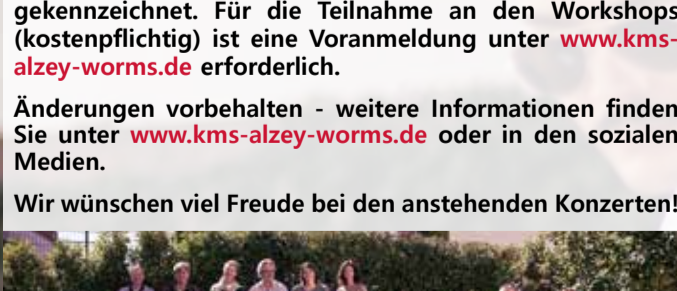 gekennzeichnet. Für die Teilnahme an den Workshops
(kostenpflichtig) ist eine Voranmeldung unter www.kms-
alzey-worms.de erforderlich.
Änderungen vorbehalten - weitere Informationen finden
Sie unter www.kms-alzey-worms.de oder in den sozialen
Medien.
Wir wünschen viel Freude bei den anstehenden Konzerten!